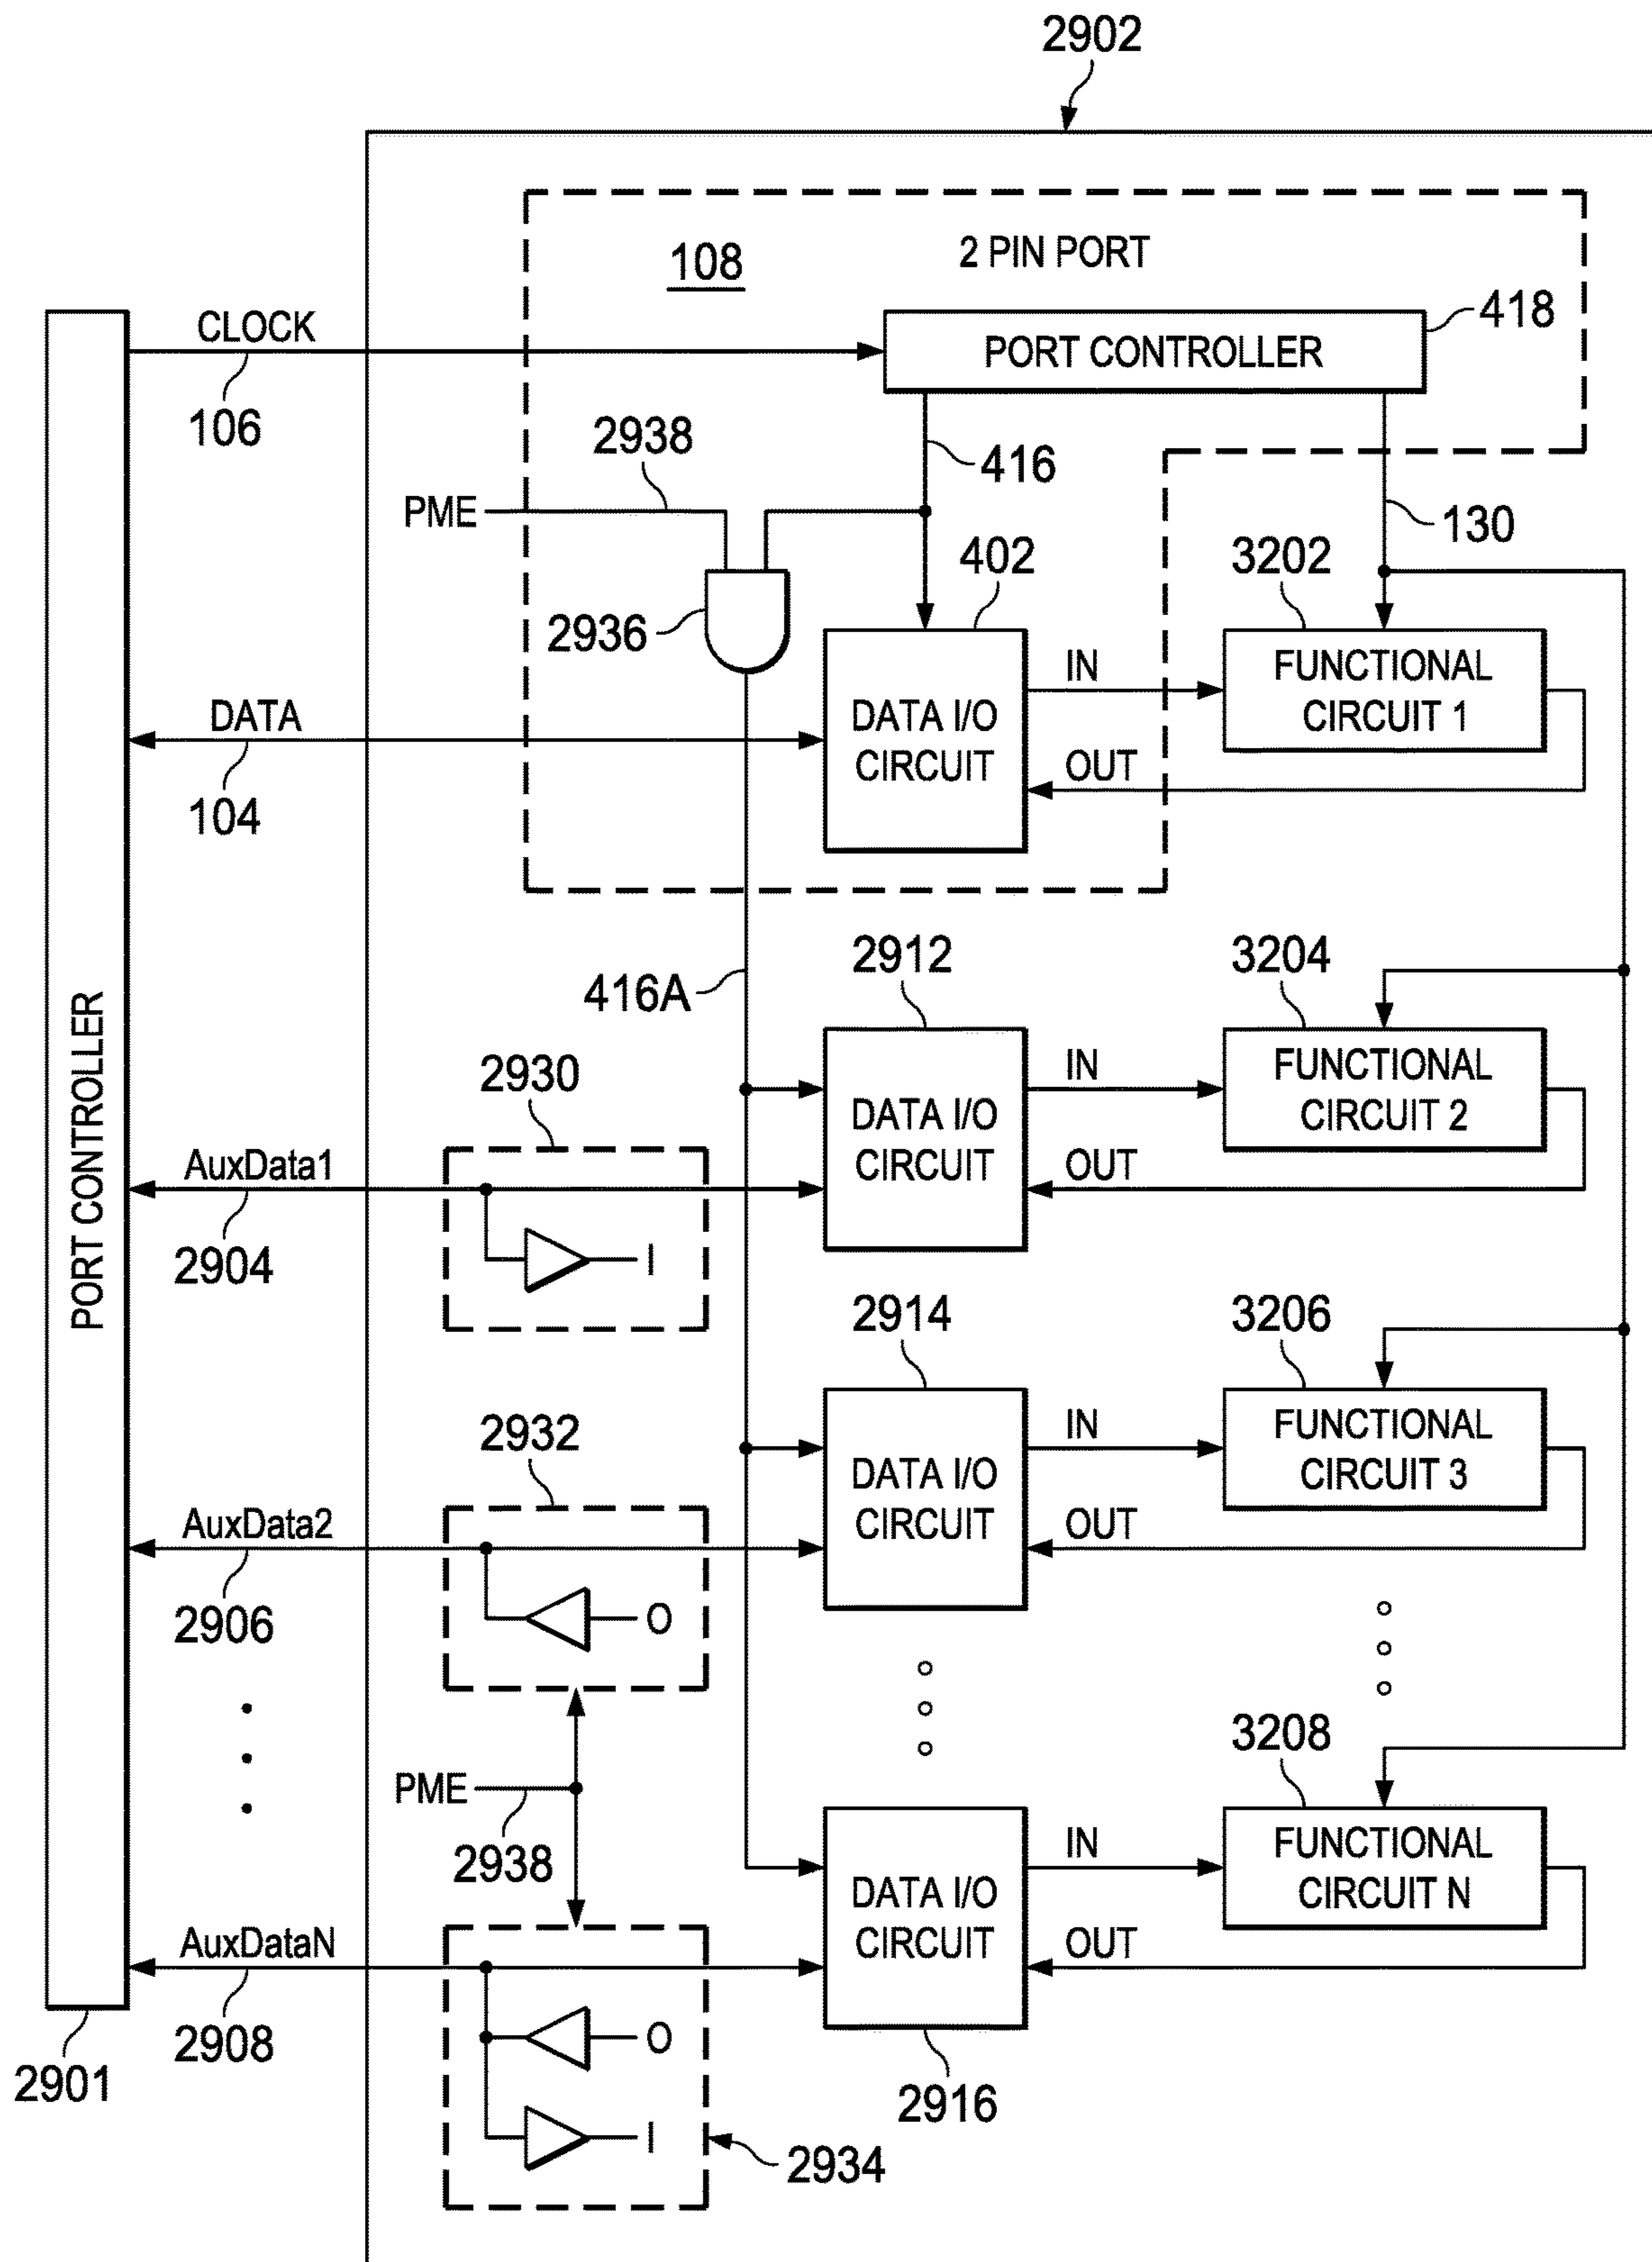 2902
108
2 PIN PORT
418
CLOCK
PORT CONTROLLER
106
2938
416
PME
130
402
3202
2936
IN
FUNCTIONAL
CIRCUIT 1
DATA
DATA I/O
CIRCUIT
OUT
104
2912
3204
416A
2930
IN
FUNCTIONAL
CIRCUIT 2
DATA I/O
CIRCUIT
AuxData1
OUT
PORT CONTROLLER
2904
I
2914
3206
2932
IN
FUNCTIONAL
CIRCUIT 3
DATA I/O
CIRCUIT
AuxData2
OUT
2906
O
3208
PME
2938
IN
FUNCTIONAL
CIRCUIT N
DATA I/O
CIRCUIT
AuxDataN
OUT
2908
O
2901
2916
I
2934